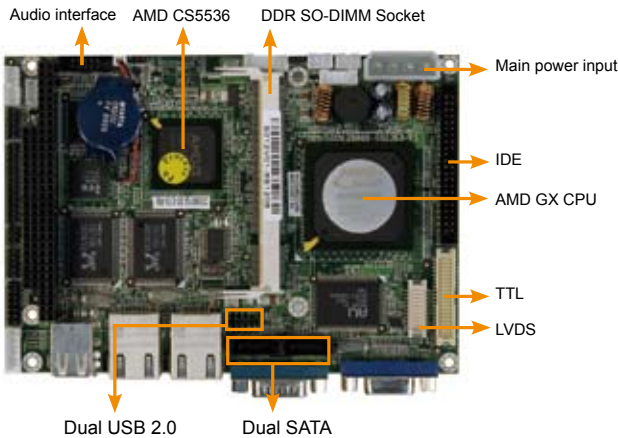 Audio interface
AMD CS5536
DDR SO-DIMM Socket
Main power input
IDE
AMD GX CPU
TTL
LVDS
Dual USB 2.0
Dual SATA